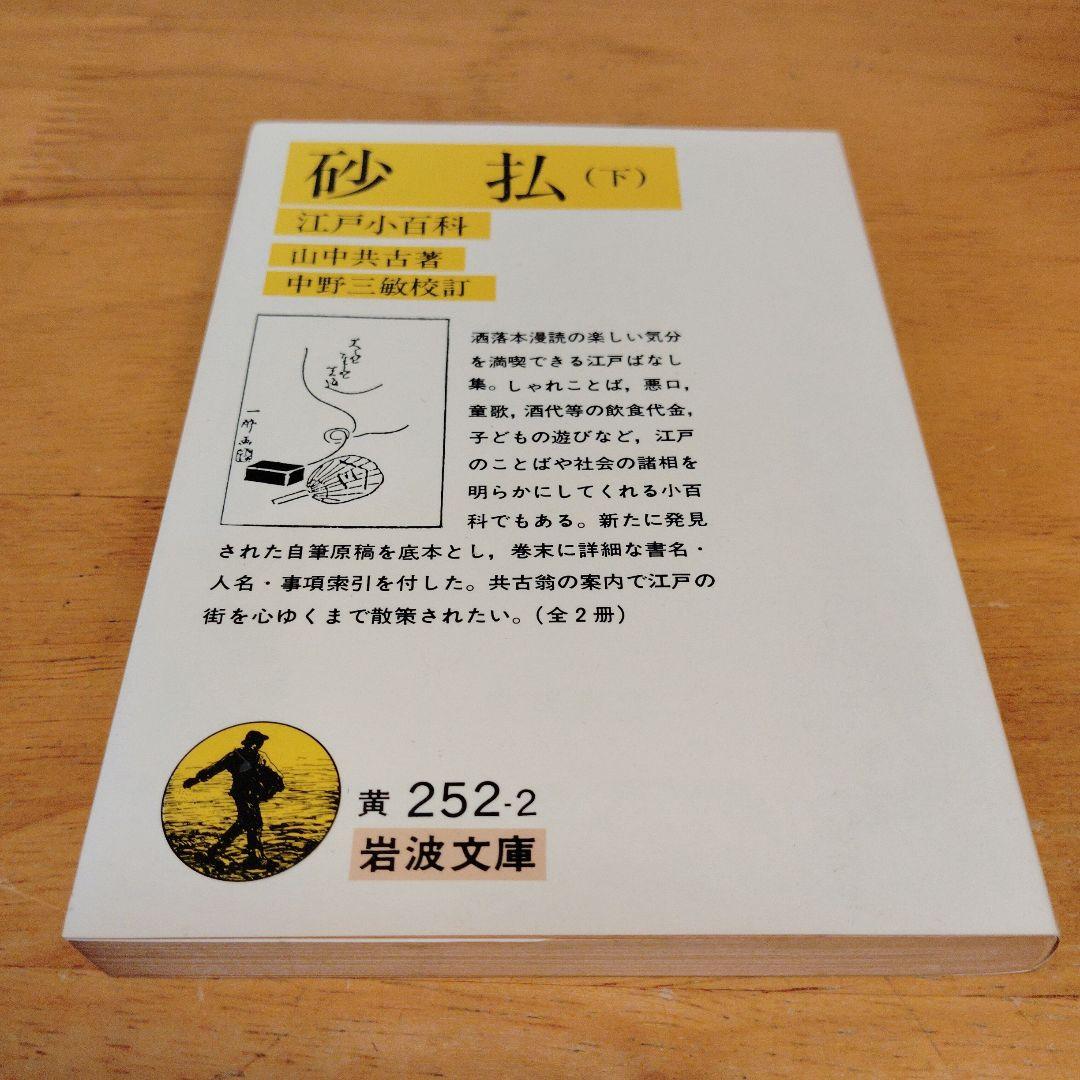 砂 払（下）
江戸小百科
山中共古著
中野三敏校訂
洒落本漫読の楽しい気分
を満喫できる江戸ばなし
集。しゃれことば，悪口，
童歌，酒代等の飲食代金，
子どもの遊びなど，江戸
のことばや社会の諸相を
明らかにしてくれる小百
科でもある。新たに発見
された自筆原稿を底本とし，巻末に詳細な書名・
人名・事項索引を付した。共古翁の案内で江戸の
街を心ゆくまで散策されたい。（全2冊）
黄 252-2
岩波文庫